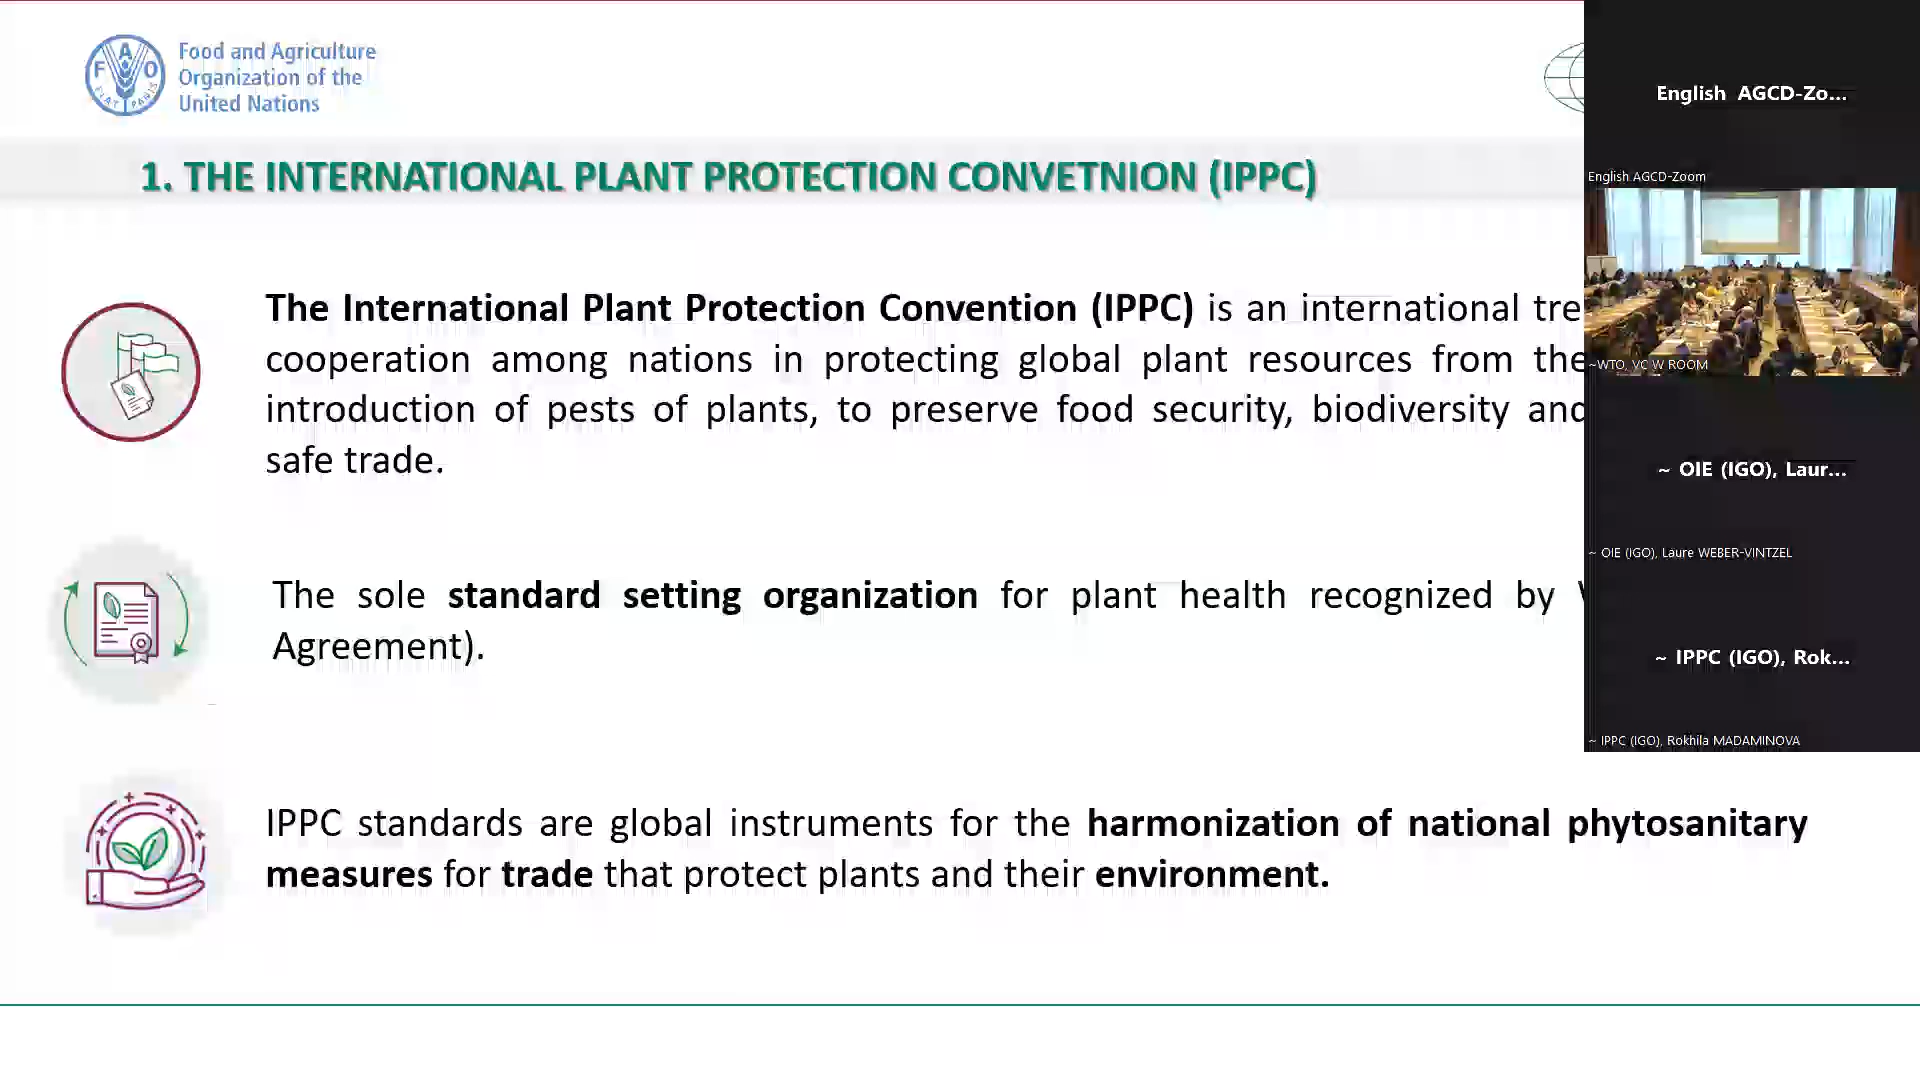 Food and Agriculture
Organization of the
United Nations
FAO
FIAT PANIS
1. THE INTERNATIONAL PLANT PROTECTION CONVETNION (IPPC)
The International Plant Protection Convention (IPPC) is an international tre
cooperation among nations in protecting global plant resources from the
introduction of pests of plants, to preserve food security, biodiversity and
safe trade.
The sole standard setting organization for plant health recognized by
Agreement).
IPPC standards are global instruments for the harmonization of national phytosanitary
measures for trade that protect plants and their environment.
English AGCD-Zo...
English AGCD-Zoom
~WTO, VC W ROOM
~ OIE (IGO), Laur...
~ OIE (IGO), Laure WEBER-VINTZEL
~ IPPC (IGO), Rok...
~ IPPC (IGO), Rokhila MADAMINOVA